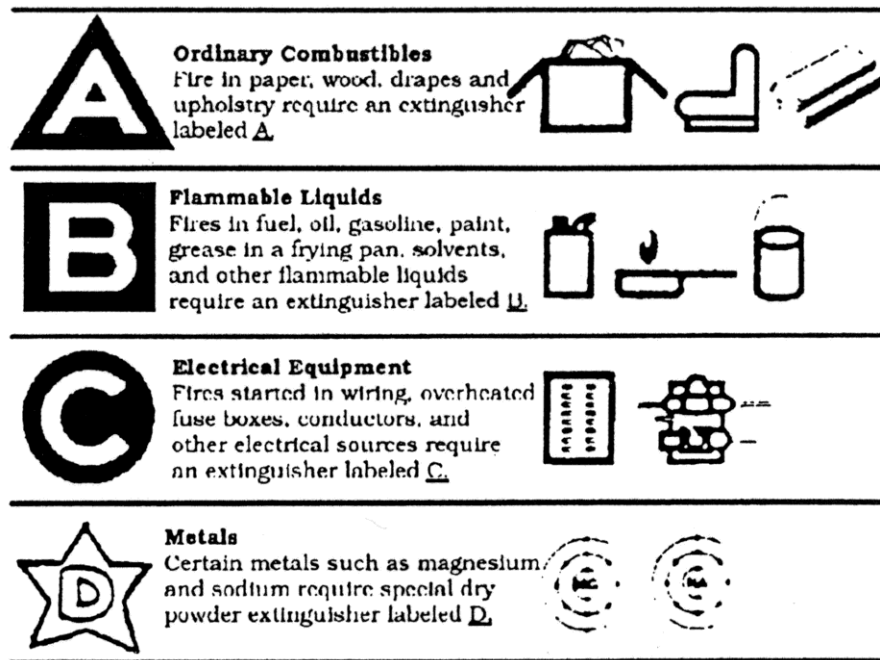 A
Ordinary Combustibles
Fire in paper, wood, drapes and
upholstry require an extinguisher
labeled A.
B
Flammable Liquids
Fires in fuel, oil, gasoline, paint,
grease in a frying pan, solvents,
and other flammable liquids
require an extinguisher labeled B.
C
Electrical Equipment
Fires started in wiring, overheated
fuse boxes, conductors, and
other electrical sources require
an extinguisher labeled C.
D
Metals
Certain metals such as magnesium
and sodium require special dry
powder extinguisher labeled D.
MG
NA